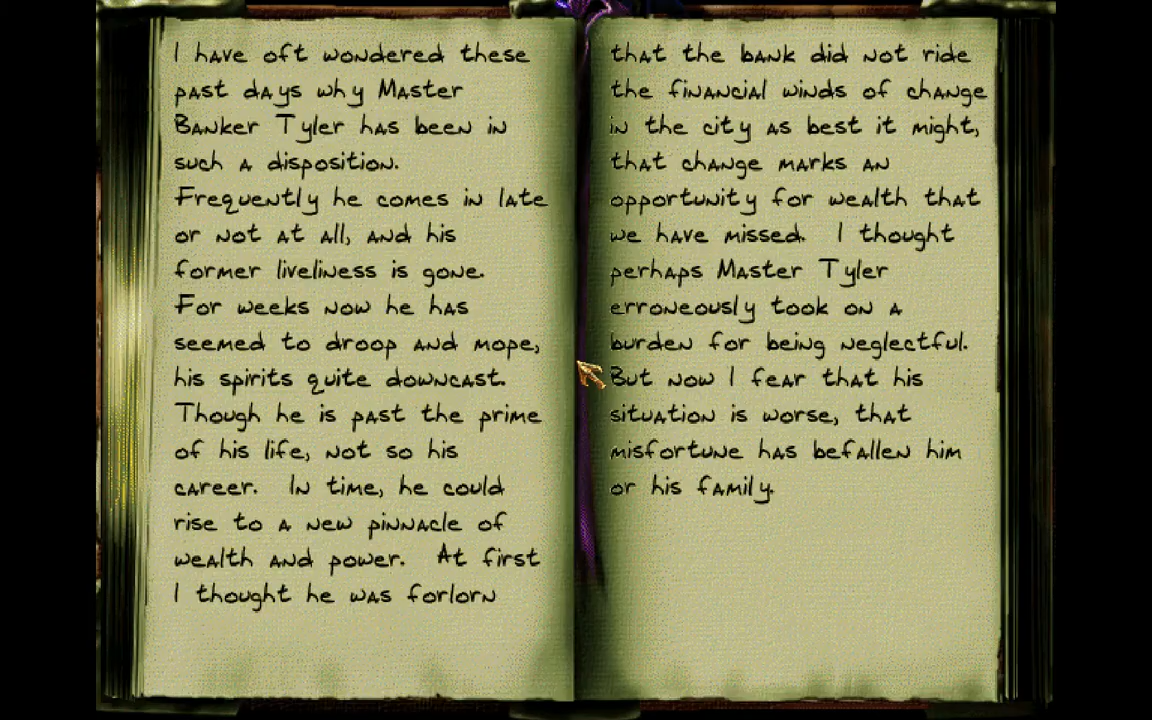 I have oft wondered these
past days why Master
Banker Tyler has been in
such a disposition.
Frequently he comes in late
or not at all, and his
former liveliness is gone.
For weeks now he has
seemed to droop and mope,
his spirits quite downcast.
Though he is past the prime
of his life, not so his
career. In time, he could
rise to a new pinnacle of
wealth and power. At first
I thought he was forlorn
that the bank did not ride
the financial winds of change
in the city as best it might,
that change marks an
opportunity for wealth that
we have missed. I thought
perhaps Master Tyler
erroneously took on a
burden for being neglectful.
But now I fear that his
situation is worse, that
misfortune has befallen him
or his family.